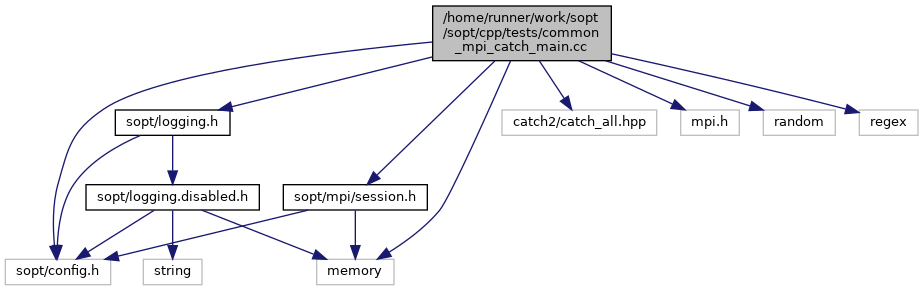 /home/runner/work/sopt
/sopt/cpp/tests/common
_mpi_catch_main.cc
sopt/logging.h
catch2/catch_all.hpp
mpi.h
random
regex
sopt/logging.disabled.h
sopt/mpi/session.h
sopt/config.h
string
memory